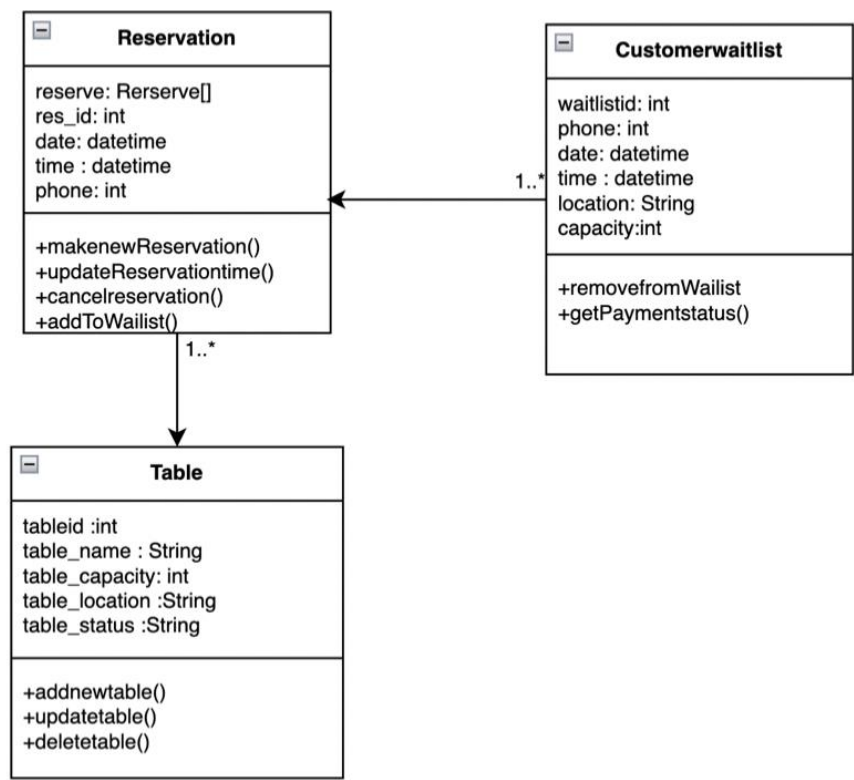 Reservation
reserve: Rerserve[]
res_id: int
date: datetime
time : datetime
phone: int
+makenewReservation()
+updateReservationtime()
+cancelreservation()
+addToWailist()
1..*
Customerwaitlist
waitlistid: int
phone: int
date: datetime
time : datetime
location: String
capacity:int
+removefromWailist
+getPaymentstatus()
1..*
Table
tableid :int
table_name : String
table_capacity: int
table_location :String
table_status :String
+addnewtable()
+updatetable()
+deletetable()